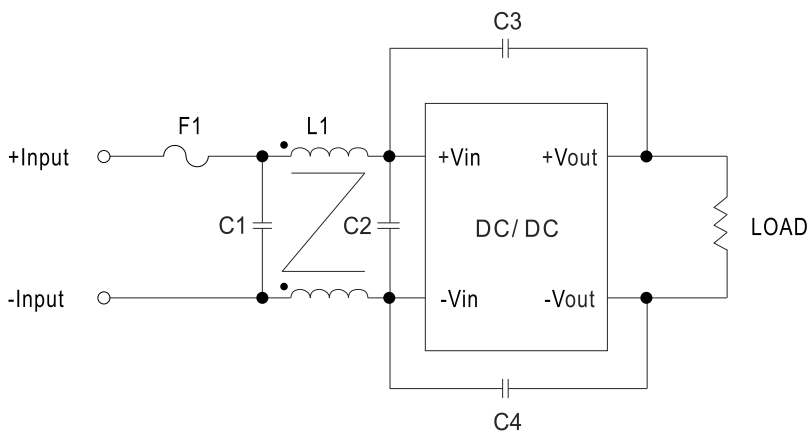 C3
F1
L1
+Input
+Vin
+Vout
C1
C2
DC/DC
LOAD
-Input
-Vin
-Vout
C4